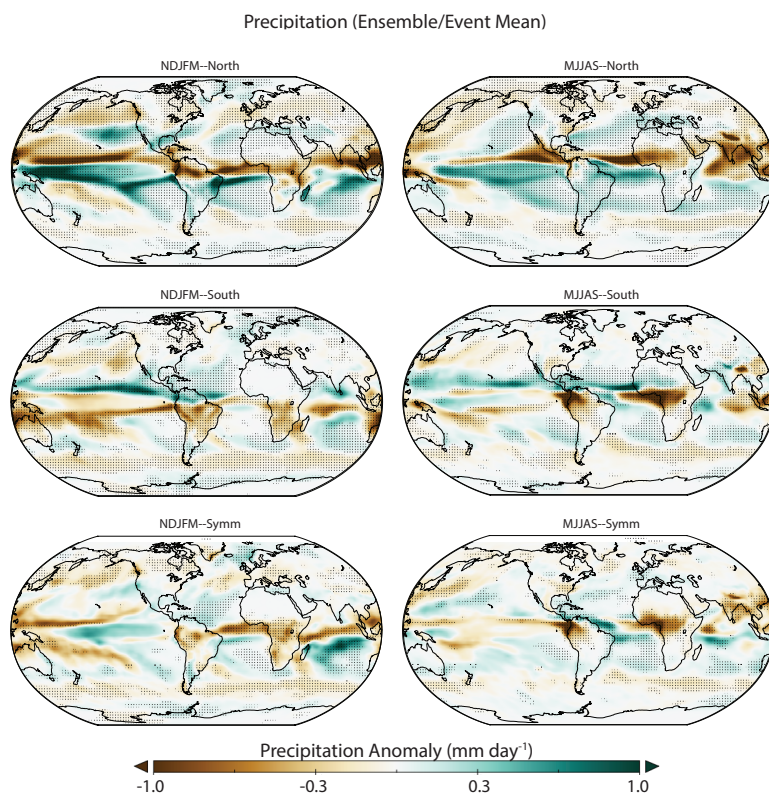 Precipitation (Ensemble/Event Mean)
NDJFM--North
MJJAS--North
NDJFM--South
MJJAS--South
NDJFM--Symm
MJJAS--Symm
Precipitation Anomaly (mm day⁻¹)
-1.0 -0.3 0.3 1.0